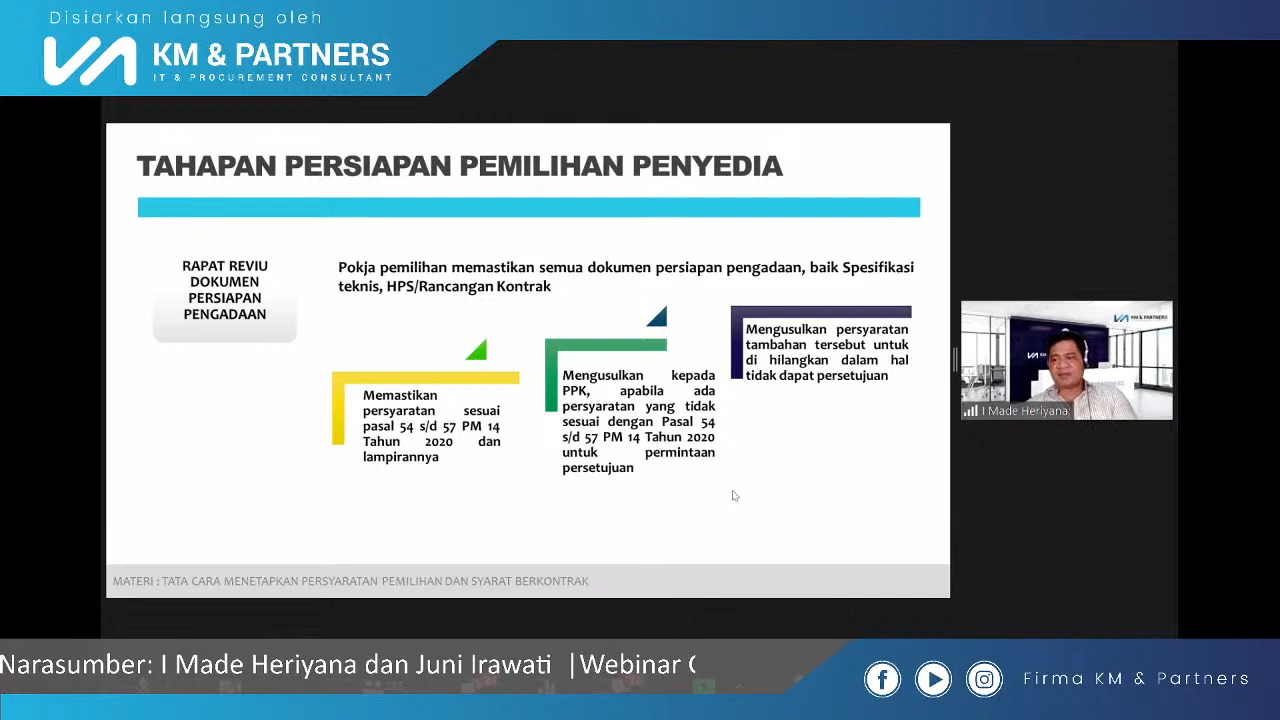 Disiarkan langsung oleh
KM & PARTNERS
IT & PROCUREMENT CONSULTANT
TAHAPAN PERSIAPAN PEMILIHAN PENYEDIA
RAPAT REVIU
DOKUMEN
PERSIAPAN
PENGADAAN
Pokja pemilihan memastikan semua dokumen persiapan pengadaan, baik Spesifikasi
teknis, HPS/Rancangan Kontrak
Memastikan
persyaratan sesuai
pasal 54 s/d 57 PM 14
Tahun 2020 dan
lampirannya
Mengusulkan kepada
PPK, apabila ada
persyaratan yang tidak
sesuai dengan Pasal 54
s/d 57 PM 14 Tahun 2020
untuk permintaan
persetujuan
Mengusulkan persyaratan
tambahan tersebut untuk
di hilangkan dalam hal
tidak dapat persetujuan
KM & PARTNERS
I Made Heriyana:
MATERI : TATA CARA MENETAPKAN PERSYARATAN PEMILIHAN DAN SYARAT BERKONTRAK
Narasumber: I Made Heriyana dan Juni Irawati |Webinar
Firma KM & Partners